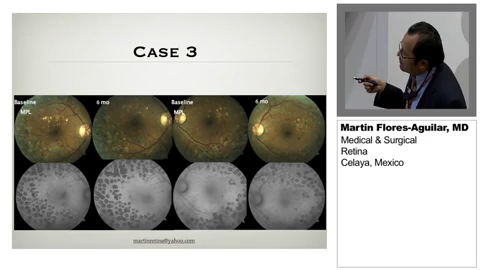 CASE 3
Baseline
MPL
6 mo
Baseline
MPL
6 mo
martinretina@yahoo.com
Martin Flores-Aguilar, MD
Medical & Surgical
Retina
Celaya, Mexico